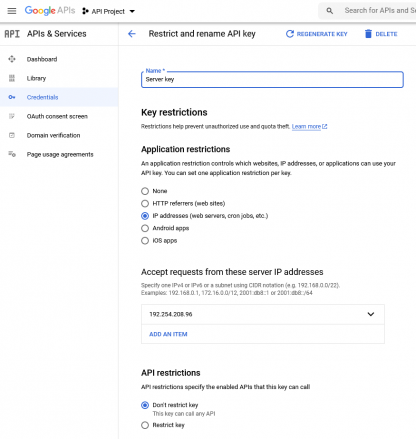 Google APIs
API Project
Search for APIs and S
API APIs & Services
Restrict and rename API key
REGENERATE KEY
DELETE
Dashboard
Library
Credentials
OAuth consent screen
Domain verification
Page usage agreements
Name *
Server key
Key restrictions
Restrictions help prevent unauthorized use and quota theft. Learn more
Application restrictions
An application restriction controls which websites, IP addresses, or applications can use your
API key. You can set one application restriction per key.
None
HTTP referrers (web sites)
IP addresses (web servers, cron jobs, etc.)
Android apps
iOS apps
Accept requests from these server IP addresses
Specify one IPv4 or IPv6 or a subnet using CIDR notation (e.g. 192.168.0.0/22).
Examples: 192.168.0.1, 172.16.0.0/12, 2001:db8::1 or 2001:db8::/64
192.254.208.96
ADD AN ITEM
API restrictions
API restrictions specify the enabled APIs that this key can call
Don't restrict key
This key can call any API
Restrict key